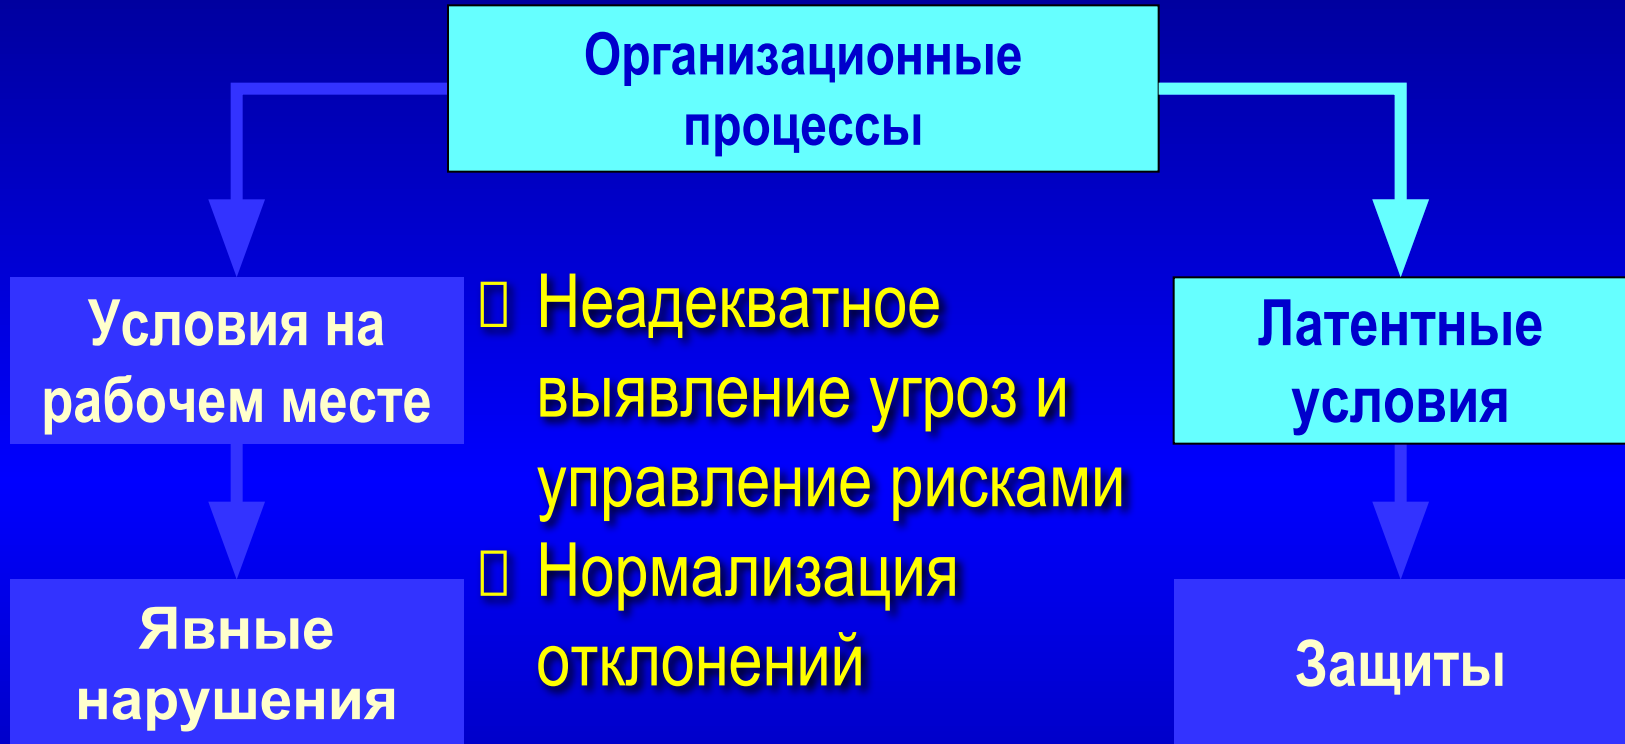 Организационные
процессы
Условия на
рабочем месте
Неадекватное
выявление угроз и
управление рисками
Нормализация
отклонений
Латентные
условия
Явные
нарушения
Защиты